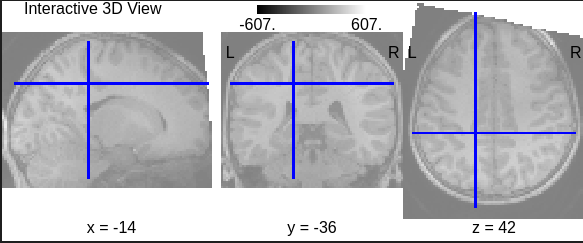 Interactive 3D View
-607. 607.
L R L R
x = -14 y = -36 z = 42